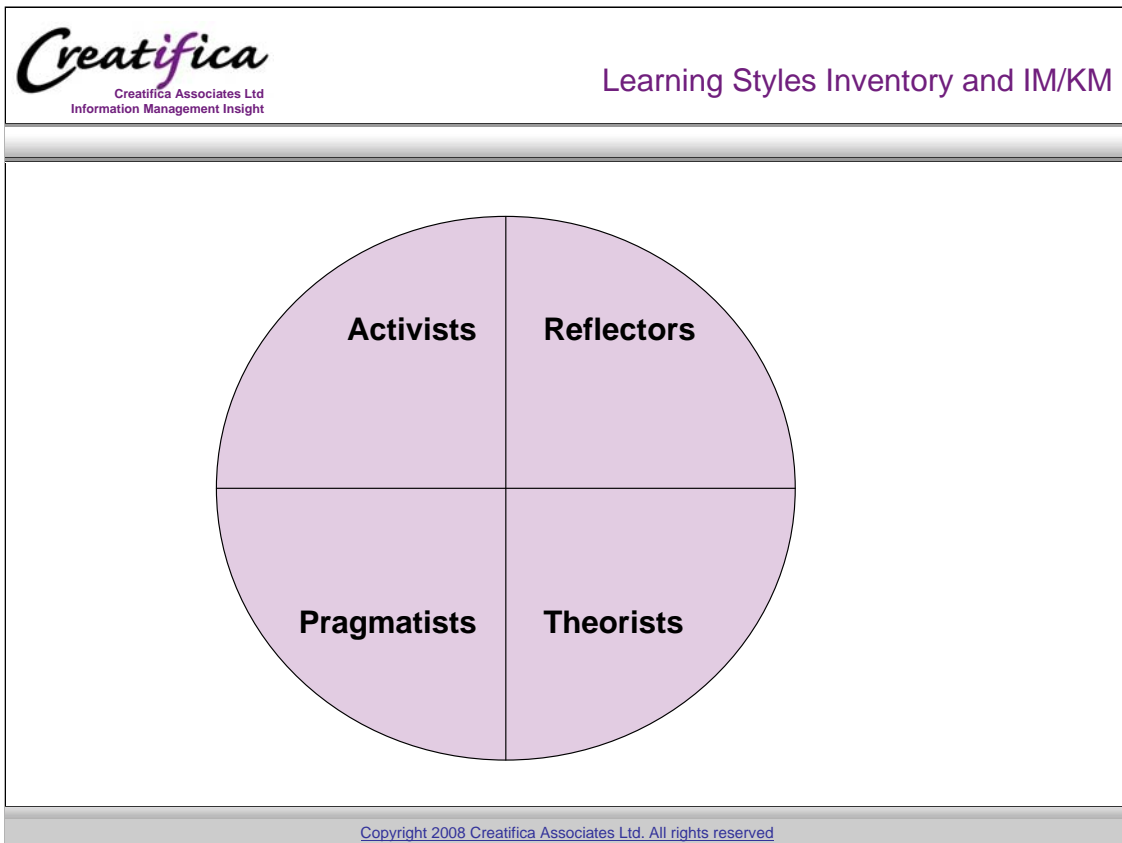 Creatifica
Creatifica Associates Ltd
Information Management Insight
Learning Styles Inventory and IM/KM
Activists
Reflectors
Pragmatists
Theorists
Copyright 2008 Creatifica Associates Ltd. All rights reserved